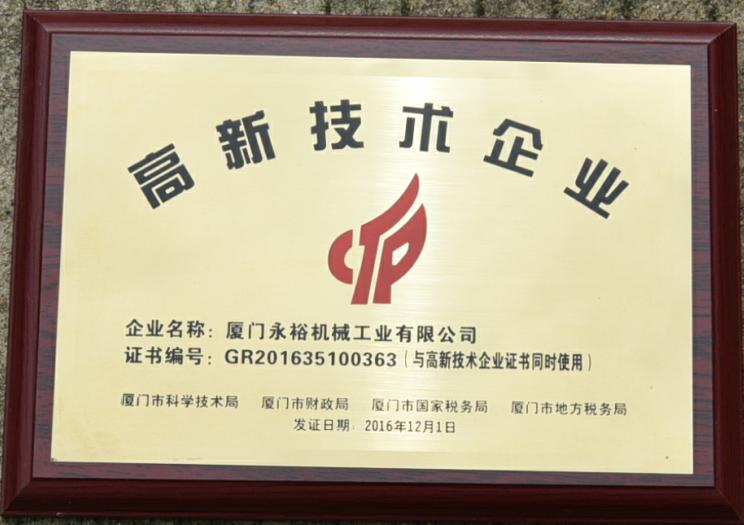 高新技术企业
企业名称：厦门永裕机械工业有限公司
证书编号：GR201635100363（与高新技术企业证书同时使用）
厦门市科学技术局 厦门市财政局 厦门市国家税务局 厦门市地方税务局
发证日期：2016年12月1日